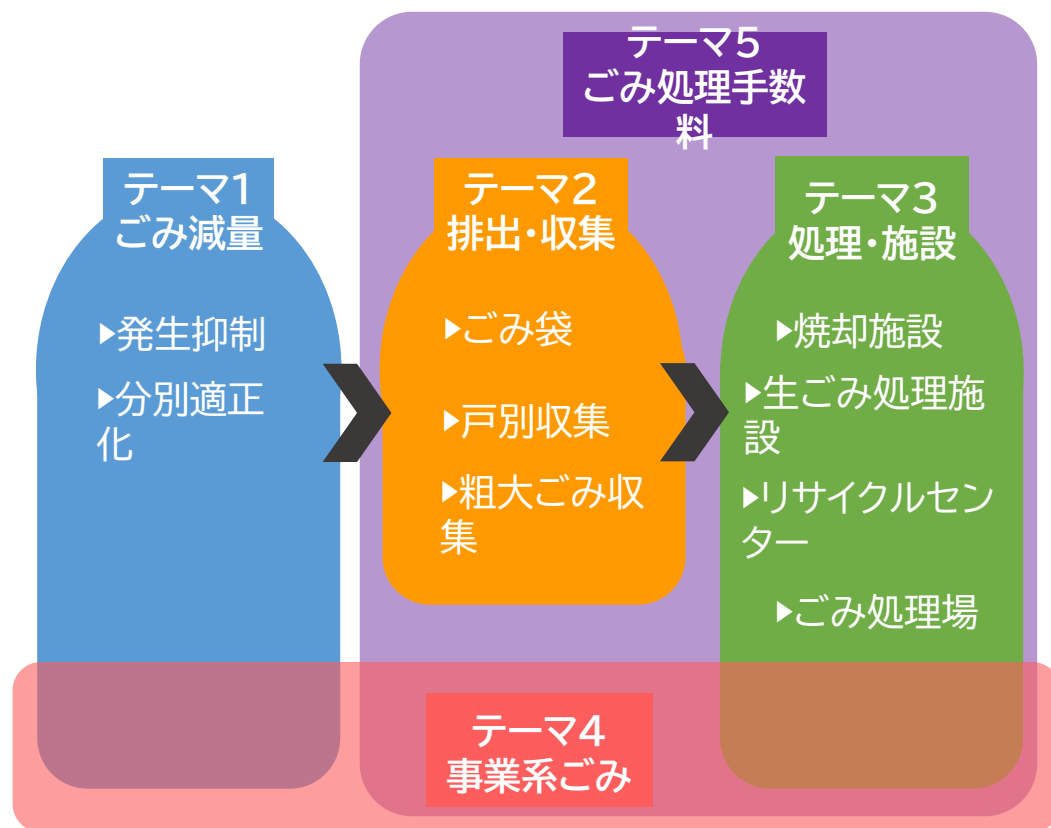 テーマ5
ごみ処理手数
料
テーマ1
ごみ減量
▶発生抑制
▶分別適正
化
テーマ2
排出・収集
▶ごみ袋
▶戸別収集
▶粗大ごみ収
集
テーマ3
処理・施設
▶焼却施設
▶生ごみ処理施
設
▶リサイクルセン
ター
▶ごみ処理場
テーマ4
事業系ごみ